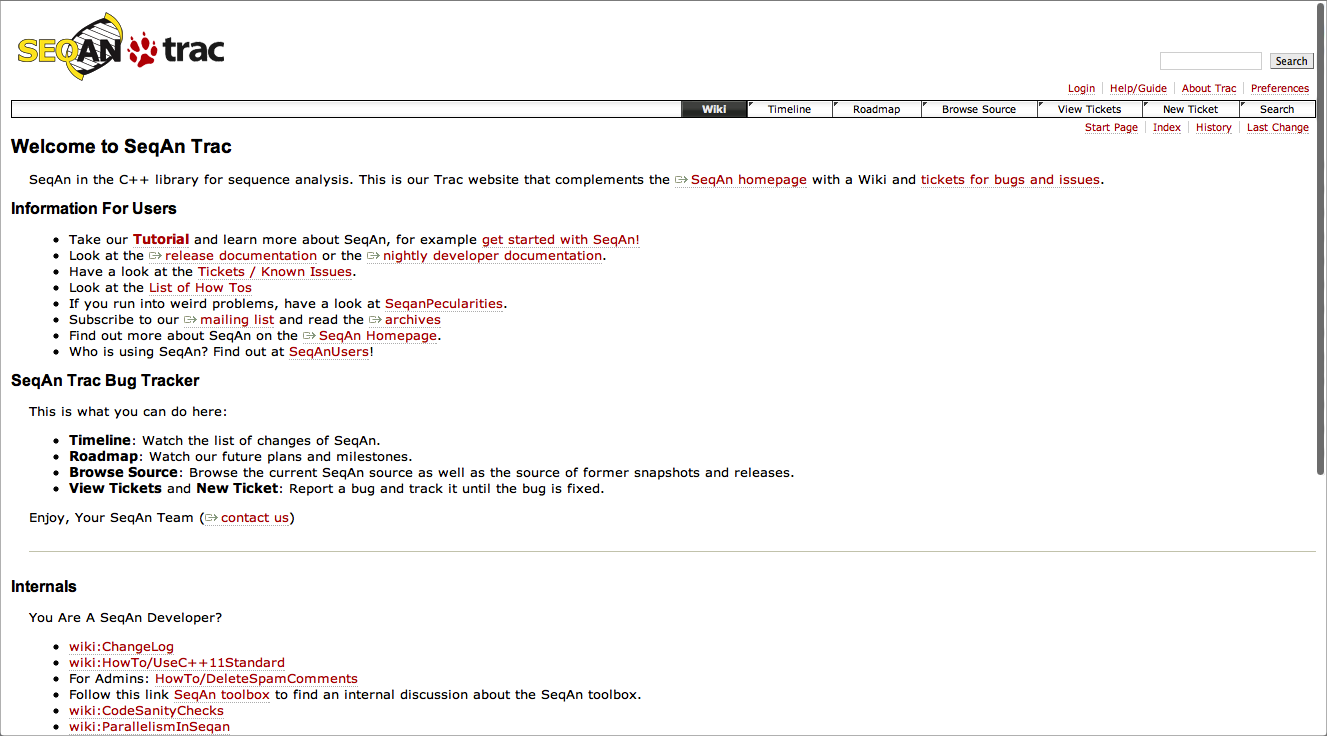 SEQAN trac
Search
Login Help/Guide About Trac Preferences
Wiki Timeline Roadmap Browse Source View Tickets New Ticket Search
Start Page Index History Last Change
Welcome to SeqAn Trac
SeqAn in the C++ library for sequence analysis. This is our Trac website that complements the SeqAn homepage with a Wiki and tickets for bugs and issues.
Information For Users
Take our Tutorial and learn more about SeqAn, for example get started with SeqAn!
Look at the release documentation or the nightly developer documentation.
Have a look at the Tickets / Known Issues.
Look at the List of How Tos
If you run into weird problems, have a look at SeqanPecularities.
Subscribe to our mailing list and read the archives
Find out more about SeqAn on the SeqAn Homepage.
Who is using SeqAn? Find out at SeqAnUsers!
SeqAn Trac Bug Tracker
This is what you can do here:
Timeline: Watch the list of changes of SeqAn.
Roadmap: Watch our future plans and milestones.
Browse Source: Browse the current SeqAn source as well as the source of former snapshots and releases.
View Tickets and New Ticket: Report a bug and track it until the bug is fixed.
Enjoy, Your SeqAn Team (contact us)
Internals
You Are A SeqAn Developer?
wiki:ChangeLog
wiki:HowTo/UseC++11Standard
For Admins: HowTo/DeleteSpamComments
Follow this link SeqAn toolbox to find an internal discussion about the SeqAn toolbox.
wiki:CodeSanityChecks
wiki:ParallelismInSeqan